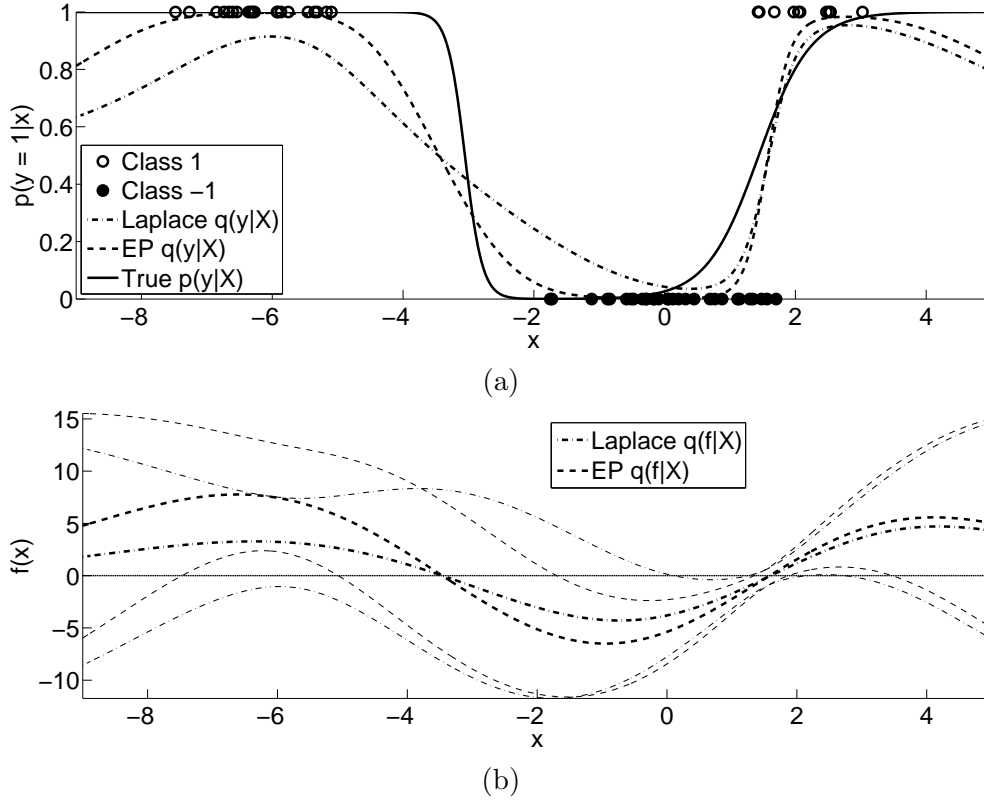 1
0.8
0.6
0.4
0.2
0
p(y = 1|x)
Class 1
Class −1
Laplace q(y|X)
EP q(y|X)
True p(y|X)
−8 −6 −4 −2 0 2 4
x
(a)
15
10
5
0
−5
−10
f(x)
Laplace q(f|X)
EP q(f|X)
−8 −6 −4 −2 0 2 4
x
(b)